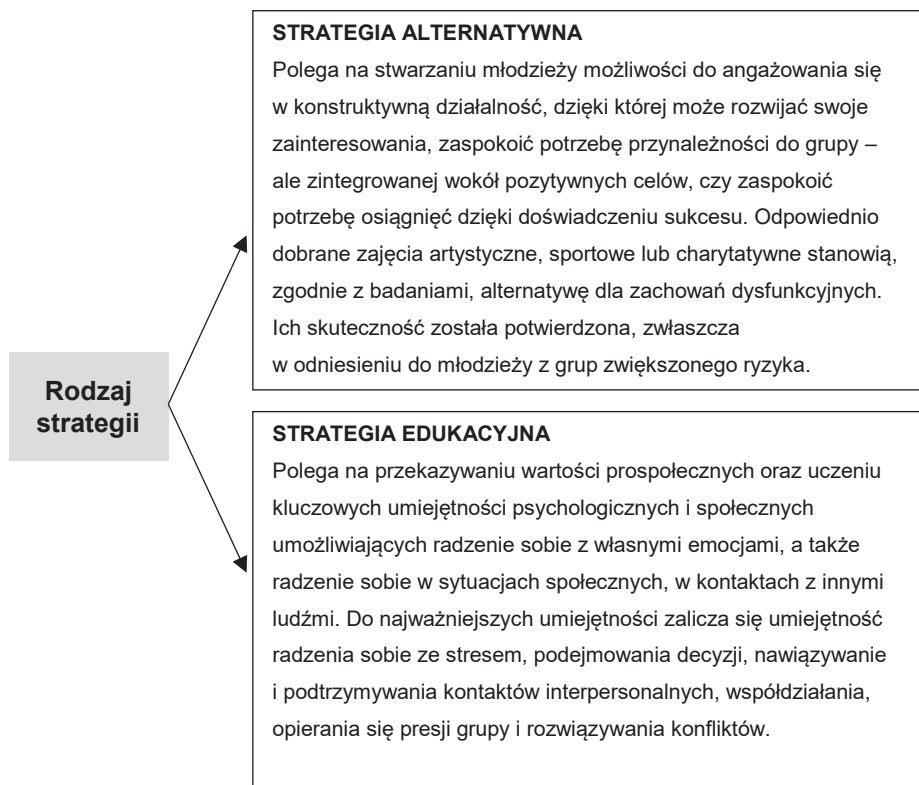 Rodzaj
strategii
STRATEGIA ALTERNATYWNA
Polega na stwarzaniu młodzieży możliwości do angażowania się
w konstruktywną działalność, dzięki której może rozwijać swoje
zainteresowania, zaspokoić potrzebę przynależności do grupy –
ale zintegrowanej wokół pozytywnych celów, czy zaspokoić
potrzebę osiągnięć dzięki doświadczeniu sukcesu. Odpowiednio
dobrane zajęcia artystyczne, sportowe lub charytatywne stanowią,
zgodnie z badaniami, alternatywę dla zachowań dysfunkcyjnych.
Ich skuteczność została potwierdzona, zwłaszcza
w odniesieniu do młodzieży z grup zwiększonego ryzyka.
STRATEGIA EDUKACYJNA
Polega na przekazywaniu wartości prospołecznych oraz uczeniu
kluczowych umiejętności psychologicznych i społecznych
umożliwiających radzenie sobie z własnymi emocjami, a także
radzenie sobie w sytuacjach społecznych, w kontaktach z innymi
ludźmi. Do najważniejszych umiejętności zalicza się umiejętność
radzenia sobie ze stresem, podejmowania decyzji, nawiązywanie
i podtrzymywania kontaktów interpersonalnych, współdziałania,
opierania się presji grupy i rozwiązywania konfliktów.